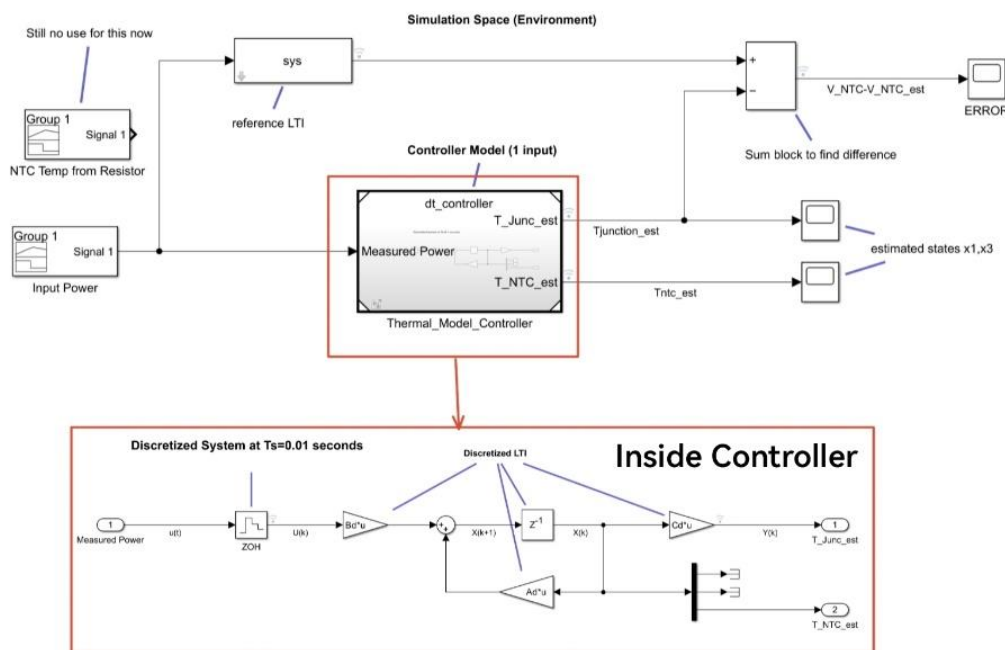 Simulation Space (Environment)
Still no use for this now
sys
+
−
V_NTC-V_NTC_est
ERROR
Group 1
Signal 1
NTC Temp from Resistor
reference LTI
Sum block to find difference
Controller Model (1 input)
dt_controller
T_Junc_est
Tjunction_est
Group 1
Signal 1
Input Power
Measured Power
estimated states x1,x3
T_NTC_est
Tntc_est
Thermal_Model_Controller
Discretized System at Ts=0.01 seconds
Discretized LTI
Inside Controller
1
Measured Power
u(t)
ZOH
U(k)
Bd*u
+
+
X(k+1)
Z-1
X(k)
Cd*u
Y(k)
1
T_Junc_est
Ad*u
2
T_NTC_est